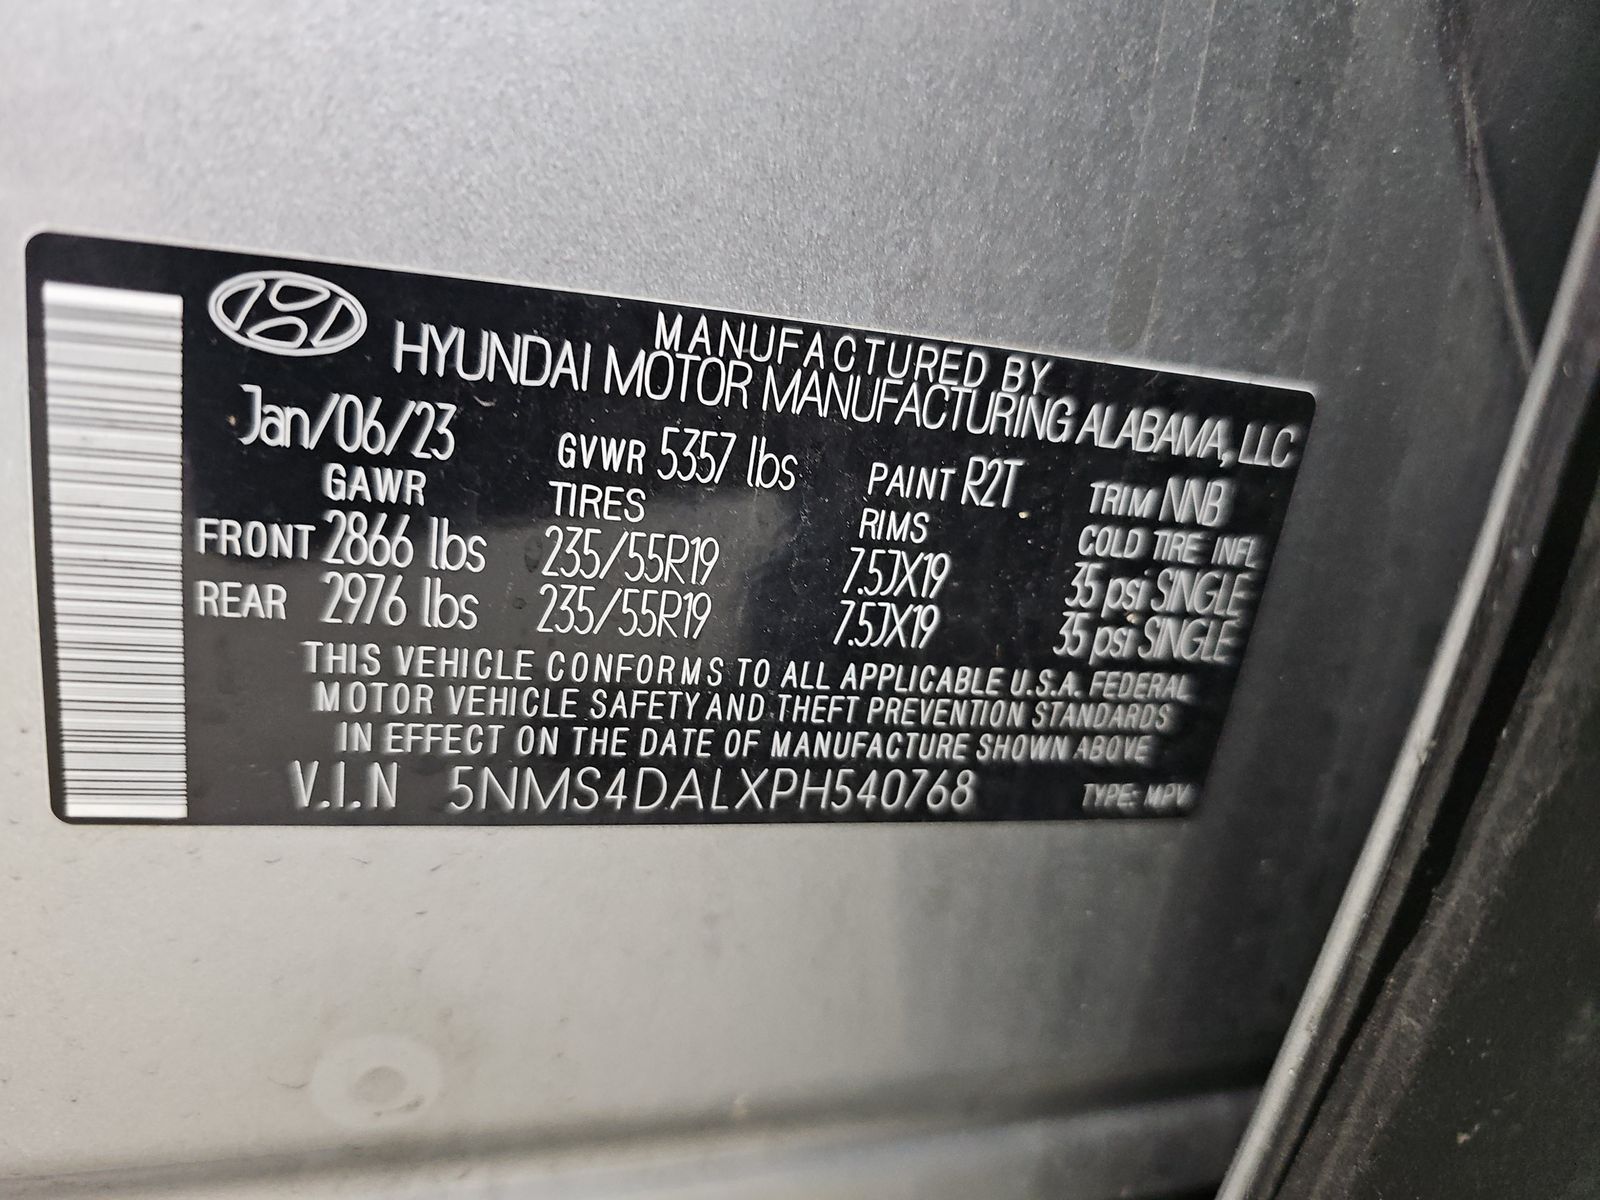 MANUFACTURED BY
HYUNDAI MOTOR MANUFACTURING ALABAMA, LLC
Jan/06/23 GVWR 5357 lbs PAINT R2T TRIM NNB
GAWR TIRES RIMS COLD TIRE INFL
FRONT 2866 lbs 235/55R19 7.5JX19 35 psi SINGLE
REAR 2976 lbs 235/55R19 7.5JX19 35 psi SINGLE
THIS VEHICLE CONFORMS TO ALL APPLICABLE U.S.A. FEDERAL
MOTOR VEHICLE SAFETY AND THEFT PREVENTION STANDARDS
IN EFFECT ON THE DATE OF MANUFACTURE SHOWN ABOVE
V.I.N 5NMS4DALXPH540768 TYPE: MPV